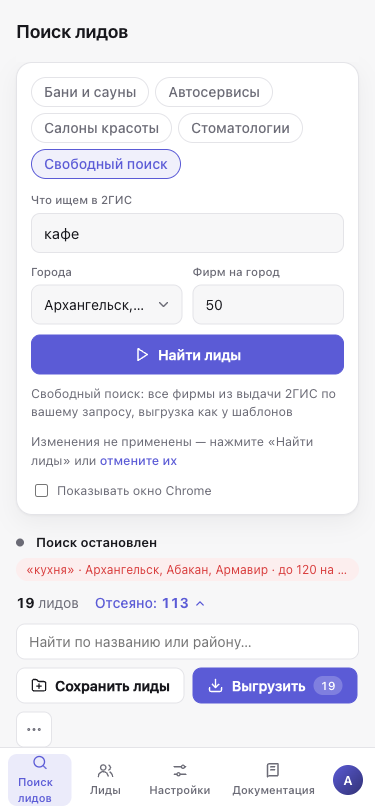 Поиск лидов
Бани и сауны
Автосервисы
Салоны красоты
Стоматологии
Свободный поиск
Что ищем в 2ГИС
кафе
Города
Фирм на город
Архангельск,...
50
Найти лиды
Свободный поиск: все фирмы из выдачи 2ГИС по
вашему запросу, выгрузка как у шаблонов
Изменения не применены — нажмите «Найти
лиды» или отмените их
Показывать окно Chrome
Поиск остановлен
«кухня» · Архангельск, Абакан, Армавир · до 120 на ...
19 лидов
Отсеяно: 113
Найти по названию или району...
Сохранить лиды
Выгрузить 19
Поиск
лидов
Лиды
Настройки
Документация
A